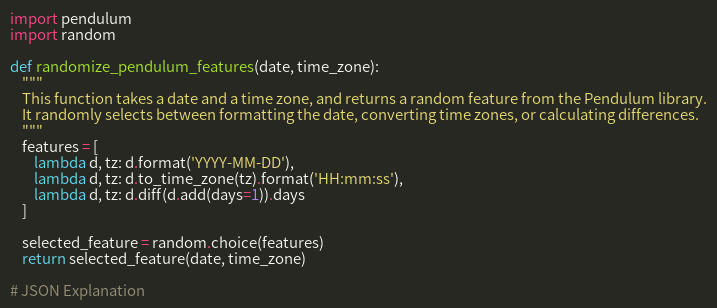 import pendulum
import random
def randomize_pendulum_features(date, time_zone):
"""
This function takes a date and a time zone, and returns a random feature from the Pendulum library.
It randomly selects between formatting the date, converting time zones, or calculating differences.
"""
features = [
lambda d, tz: d.format('YYYY-MM-DD'),
lambda d, tz: d.to_time_zone(tz).format('HH:mm:ss'),
lambda d, tz: d.diff(d.add(days=1)).days
]
selected_feature = random.choice(features)
return selected_feature(date, time_zone)
# JSON Explanation